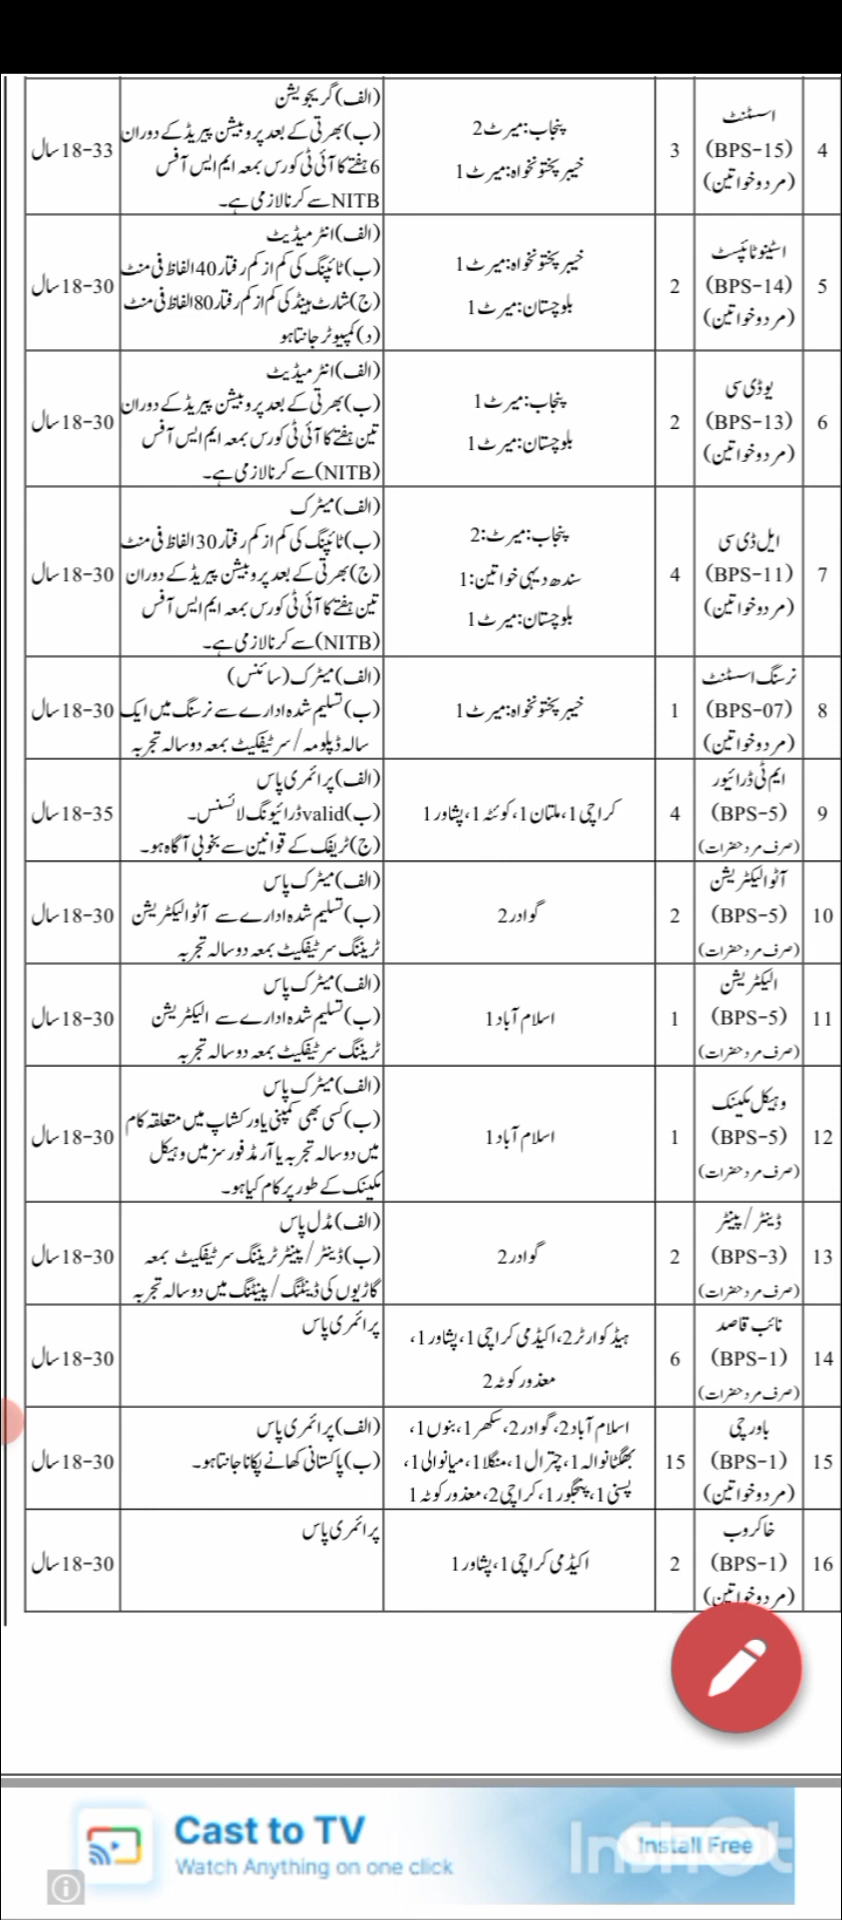 4
اسسٹنٹ
(BPS-15)
(مرد و خواتین)
3
پنجاب: میرٹ 2
خیبر پختونخواہ: میرٹ 1
(الف) گریجویشن
(ب) بھرتی کے بعد پروبیشن پیریڈ کے دوران
6 ہفتے کا آئی ٹی کورس بمعہ ایم ایس آفس
NITB سے کرنا لازمی ہے۔
18-33 سال
5
اسٹینو ٹائپسٹ
(BPS-14)
(مرد و خواتین)
2
خیبر پختونخواہ: میرٹ 1
بلوچستان: میرٹ 1
(الف) انٹر میڈیٹ
(ب) ٹائپنگ کی کم از کم رفتار 40 الفاظ فی منٹ
(ج) شارٹ ہینڈ کی کم از کم رفتار 80 الفاظ فی منٹ
(د) کمپیوٹر جانتا ہو
18-30 سال
6
یو ڈی سی
(BPS-13)
(مرد و خواتین)
2
پنجاب: میرٹ 1
بلوچستان: میرٹ 1
(الف) انٹر میڈیٹ
(ب) بھرتی کے بعد پروبیشن پیریڈ کے دوران
تین ہفتے کا آئی ٹی کورس بمعہ ایم ایس آفس
(NITB) سے کرنا لازمی ہے۔
18-30 سال
7
ایل ڈی سی
(BPS-11)
(مرد و خواتین)
4
پنجاب: میرٹ: 2
سندھ دیہی خواتین: 1
بلوچستان: میرٹ 1
(الف) میٹرک
(ب) ٹائپنگ کی کم از کم رفتار 30 الفاظ فی منٹ
(ج) بھرتی کے بعد پروبیشن پیریڈ کے دوران
تین ہفتے کا آئی ٹی کورس بمعہ ایم ایس آفس
(NITB) سے کرنا لازمی ہے۔
18-30 سال
8
نرسنگ اسسٹنٹ
(BPS-07)
(مرد و خواتین)
1
خیبر پختونخواہ: میرٹ 1
(الف) میٹرک (سائنس)
(ب) تسلیم شدہ ادارے سے نرسنگ میں ایک
سالہ ڈپلومہ / سرٹیفکیٹ بمعہ دو سالہ تجربہ
18-30 سال
9
ایم ٹی ڈرائیور
(BPS-5)
(صرف مرد حضرات)
4
کراچی 1، ملتان 1، کوئٹہ 1، پشاور 1
(الف) پرائمری پاس
(ب) valid ڈرائیونگ لائسنس۔
(ج) ٹریفک کے قوانین سے بخوبی آگاہ ہو۔
18-35 سال
10
آٹو الیکٹریشن
(BPS-5)
(صرف مرد حضرات)
2
گوادر 2
(الف) میٹرک پاس
(ب) تسلیم شدہ ادارے سے آٹو الیکٹریشن
ٹریننگ سرٹیفکیٹ بمعہ دو سالہ تجربہ
18-30 سال
11
الیکٹریشن
(BPS-5)
(صرف مرد حضرات)
1
اسلام آباد 1
(الف) میٹرک پاس
(ب) تسلیم شدہ ادارے سے الیکٹریشن
ٹریننگ سرٹیفکیٹ بمعہ دو سالہ تجربہ
18-30 سال
12
وہیکل مکینک
(BPS-5)
(صرف مرد حضرات)
1
اسلام آباد 1
(الف) میٹرک پاس
(ب) کسی بھی کمپنی یا ورکشاپ میں متعلقہ کام
میں دو سالہ تجربہ یا آرمڈ فورسز میں وہیکل
مکینک کے طور پر کام کیا ہو۔
18-30 سال
13
ڈینٹر / پینٹر
(BPS-3)
(صرف مرد حضرات)
2
گوادر 2
(الف) مڈل پاس
(ب) ڈینٹر / پینٹر ٹریننگ سرٹیفکیٹ بمعہ
گاڑیوں کی ڈینٹنگ / پینٹنگ میں دو سالہ تجربہ
18-30 سال
14
نائب قاصد
(BPS-1)
(صرف مرد حضرات)
6
ہیڈ کوارٹر 2، اکیڈمی کراچی 1، پشاور 1،
معذور کوٹہ 2
پرائمری پاس
18-30 سال
15
باورچی
(BPS-1)
(مرد و خواتین)
15
اسلام آباد 2، گوادر 2، سکھر 1، بنوں 1،
بھگٹانوالہ 1، چترال 1، منگلا 1، میانوالی 1،
پسنی 1، پنجگور 1، کراچی 2، معذور کوٹہ 1
(الف) پرائمری پاس
(ب) پاکستانی کھانے پکانا جانتا ہو۔
18-30 سال
16
خاکروب
(BPS-1)
(مرد و خواتین)
2
اکیڈمی کراچی 1، پشاور 1
پرائمری پاس
18-30 سال
Cast to TV
Watch Anything on one click
Install Free
InShot